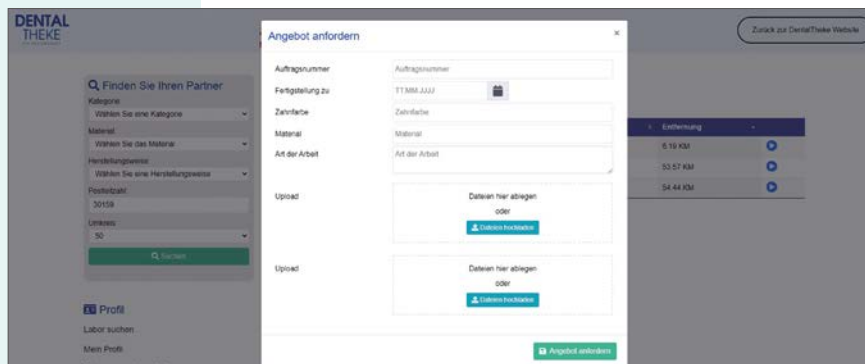 DENTAL
THEKE
Zurück zur DentalTheke Website
Angebot anfordern
×
Auftragsnummer
Auftragsnummer
Fertigstellung zu
TT.MM.JJJJ
Zahnfarbe
Zahnfarbe
Material
Material
Art der Arbeit
Art der Arbeit
Upload
Dateien hier ablegen
oder
Dateien hochladen
Upload
Dateien hier ablegen
oder
Dateien hochladen
Angebot anfordern
Finden Sie Ihren Partner
Kategorie
Wählen Sie eine Kategorie
Material
Wählen Sie das Material
Herstellungsweise
Wählen Sie eine Herstellungsweise
Postleitzahl
30159
Umkreis
50
Suchen
Profil
Labor suchen
Mein Profil
Entfernung
6.19 KM
53.57 KM
54.44 KM